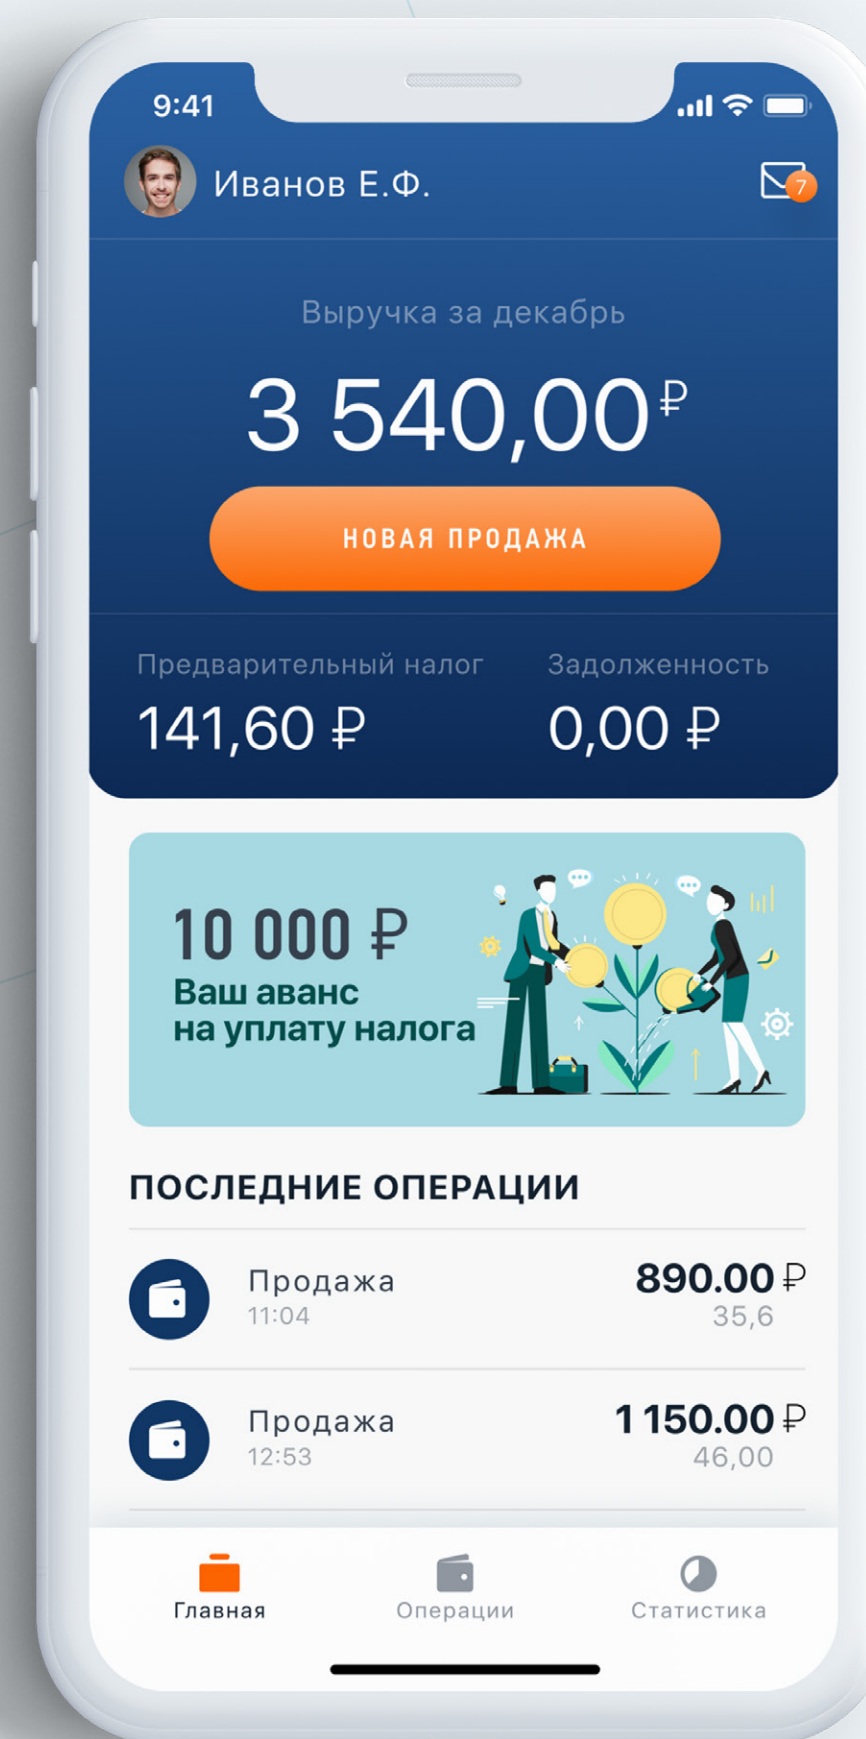 9:41
Иванов Е.Ф.
7
Выручка за декабрь
3 540,00 ₽
НОВАЯ ПРОДАЖА
Предварительный налог
Задолженность
141,60 ₽
0,00 ₽
10 000 ₽
Ваш аванс
на уплату налога
ПОСЛЕДНИЕ ОПЕРАЦИИ
Продажа
890.00 ₽
11:04
35,6
Продажа
1 150.00 ₽
12:53
46,00
Главная
Операции
Статистика